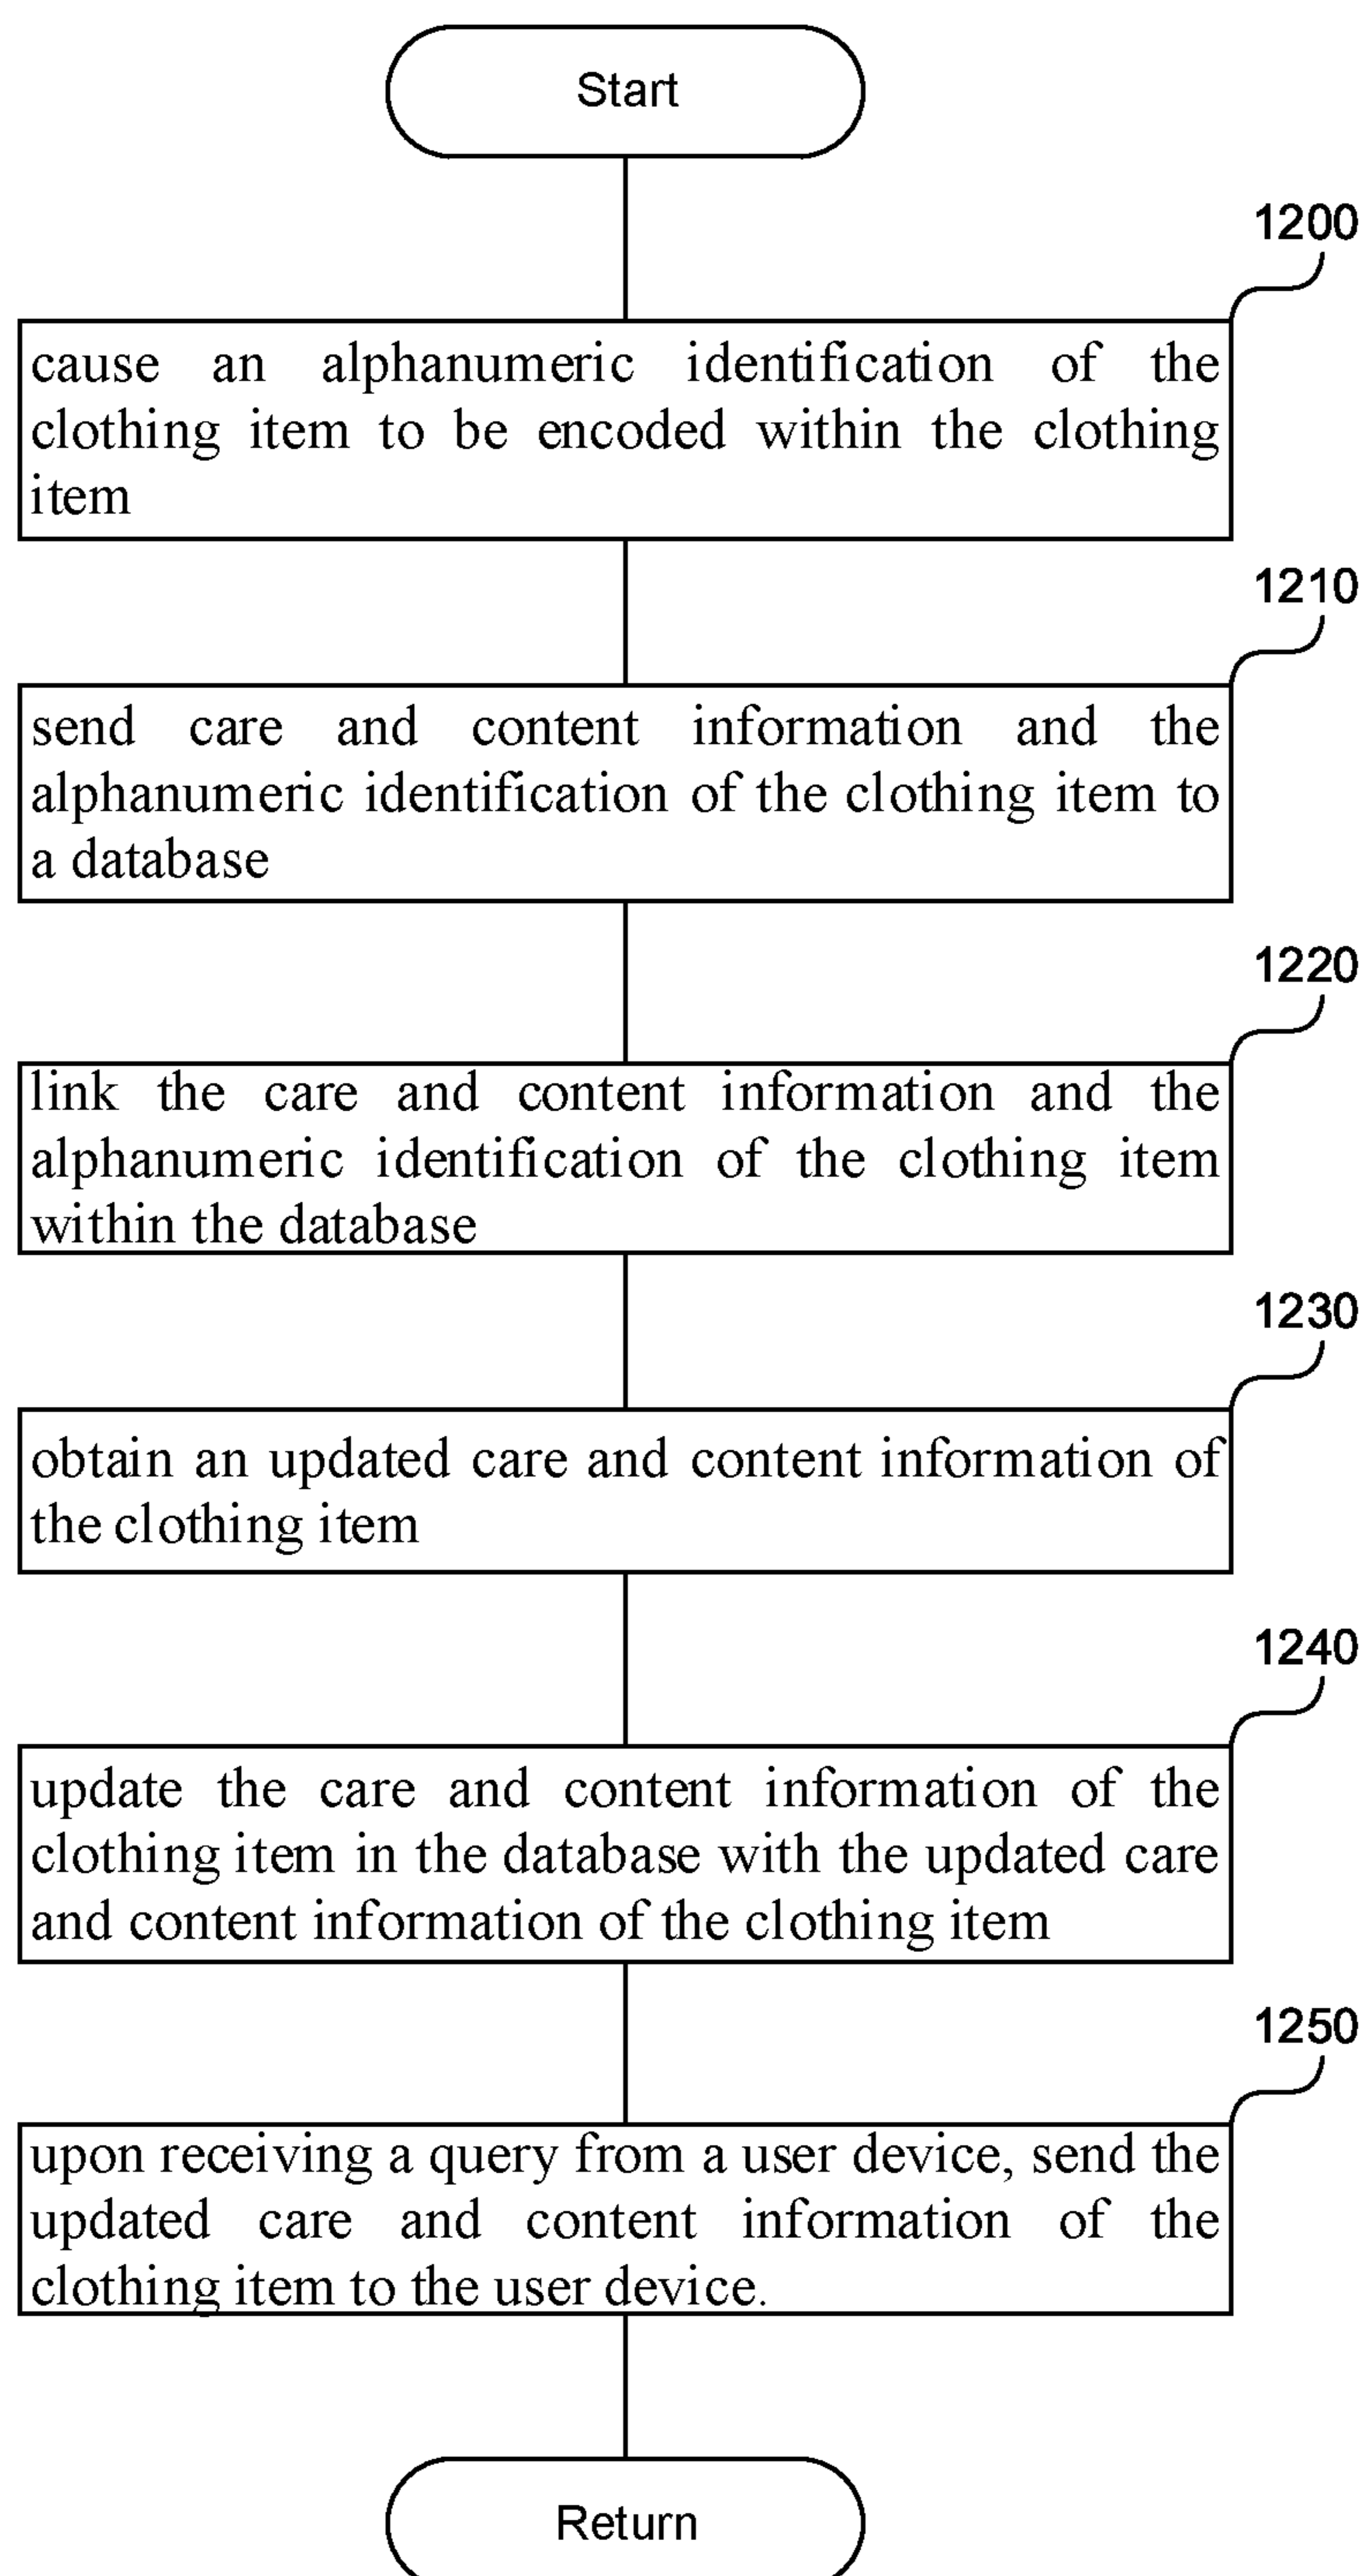 Start
1200
cause an alphanumeric identification of the
clothing item to be encoded within the clothing
item
1210
send care and content information and the
alphanumeric identification of the clothing item to
a database
1220
link the care and content information and the
alphanumeric identification of the clothing item
within the database
1230
obtain an updated care and content information of
the clothing item
1240
update the care and content information of the
clothing item in the database with the updated care
and content information of the clothing item
1250
upon receiving a query from a user device, send the
updated care and content information of the
clothing item to the user device.
Return